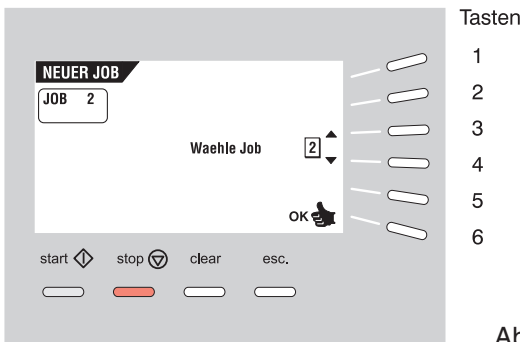 Tasten
NEUER JOB
JOB 2
Waehle Job 2
OK
1
2
3
4
5
6
start stop clear esc.
Ab